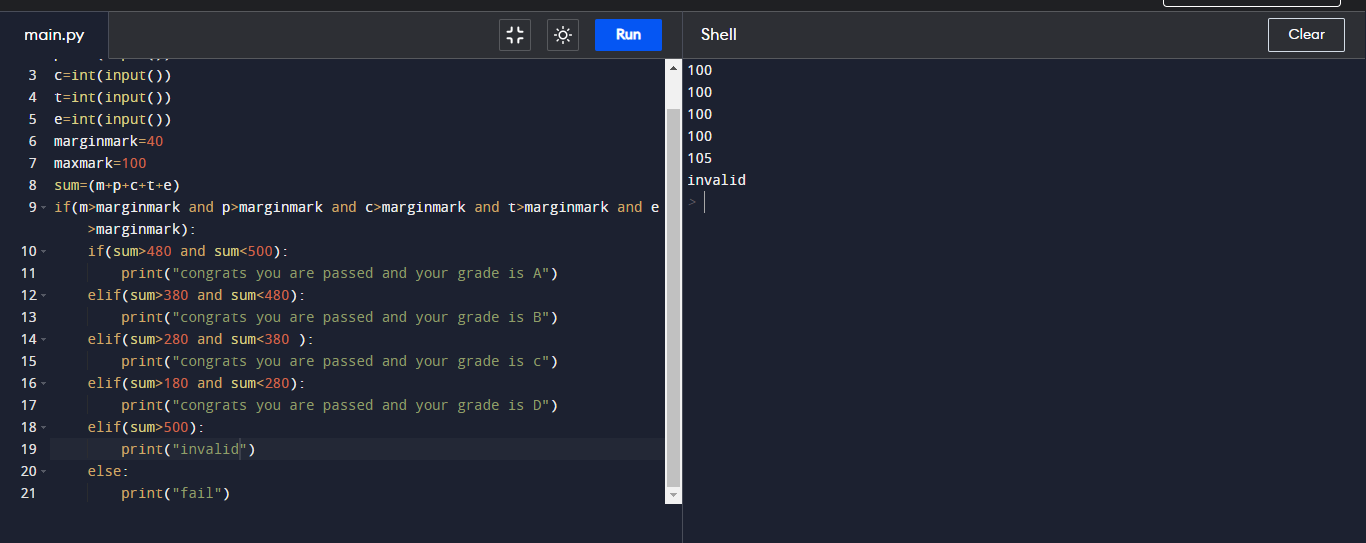 main.py
Run
Shell
Clear
3 c=int(input())
4 t=int(input())
5 e=int(input())
6 marginmark=40
7 maxmark=100
8 sum=(m+p+c+t+e)
9 if(m>marginmark and p>marginmark and c>marginmark and t>marginmark and e
>marginmark):
10 if(sum>480 and sum<500):
11 print("congrats you are passed and your grade is A")
12 elif(sum>380 and sum<480):
13 print("congrats you are passed and your grade is B")
14 elif(sum>280 and sum<380 ):
15 print("congrats you are passed and your grade is c")
16 elif(sum>180 and sum<280):
17 print("congrats you are passed and your grade is D")
18 elif(sum>500):
19 print("invalid")
20 else:
21 print("fail")
100
100
100
100
105
invalid
>